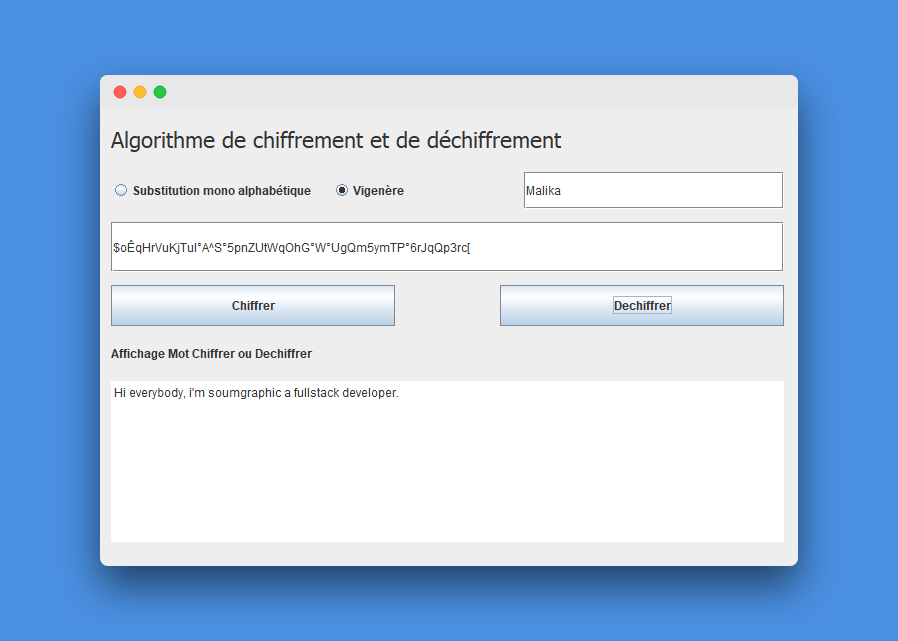 Algorithme de chiffrement et de déchiffrement
Substitution mono alphabétique Vigenère Malika
$oÊqHrVuKjTuI°A^S°5pnZUtWqOhG°W°UgQm5ymTP°6rJqQp3rc[
Chiffrer Dechiffrer
Affichage Mot Chiffrer ou Dechiffrer
Hi everybody, i'm soumgraphic a fullstack developer.